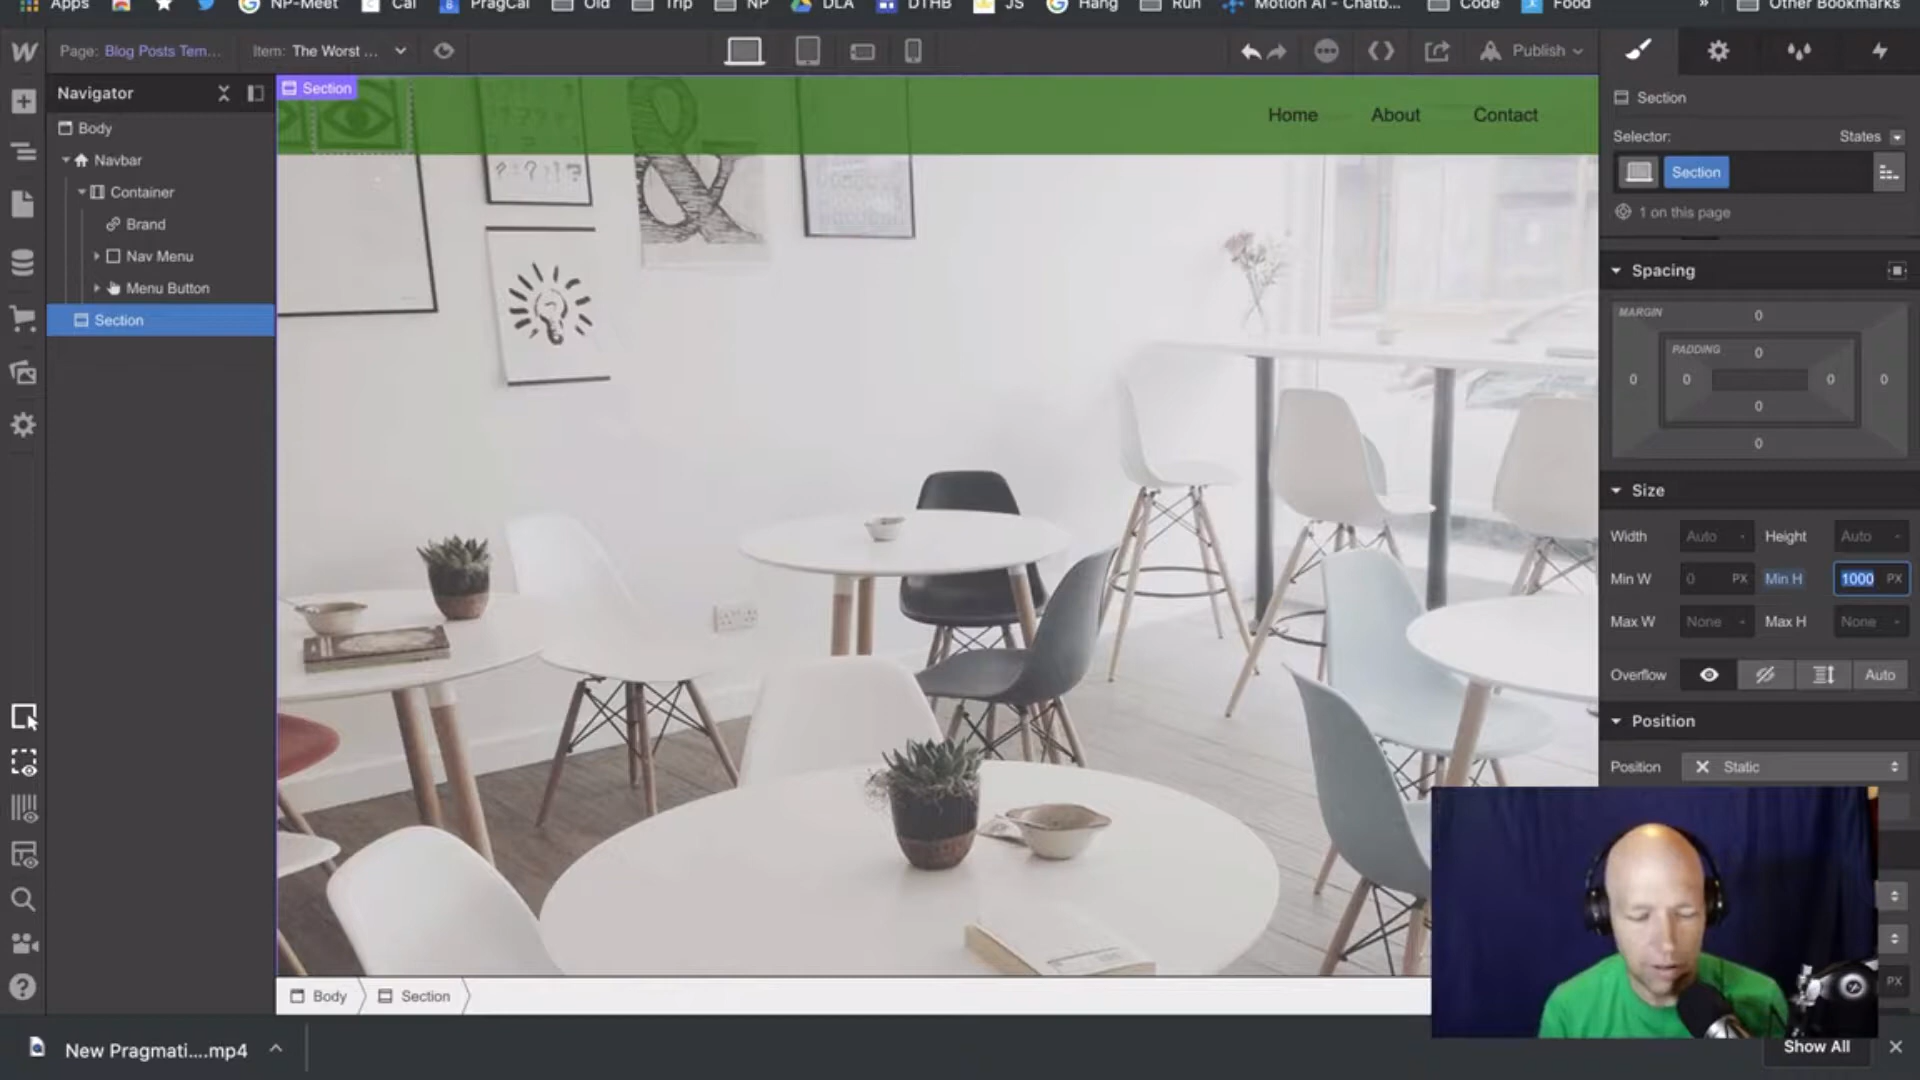 Apps
NP-Meet
Cal
PragCal
Old
Trip
NP
DLA
DTHB
JS
Hang
Run
Motion AI - Chatb...
Code
Food
»
Other Bookmarks
Page: Blog Posts Tem...
Item: The Worst ...
Publish
Navigator
Body
Navbar
Container
Brand
Nav Menu
Menu Button
Section
Section
Home
About
Contact
Section
Selector:
States
Section
1 on this page
Spacing
MARGIN
0
PADDING
0
0
0
0
0
0
0
Size
Width
Auto
Height
Auto
Min W
0
PX
Min H
1000
PX
Max W
None
Max H
None
Overflow
Auto
Position
Position
Static
PX
Body
Section
New Pragmati....mp4
Show All